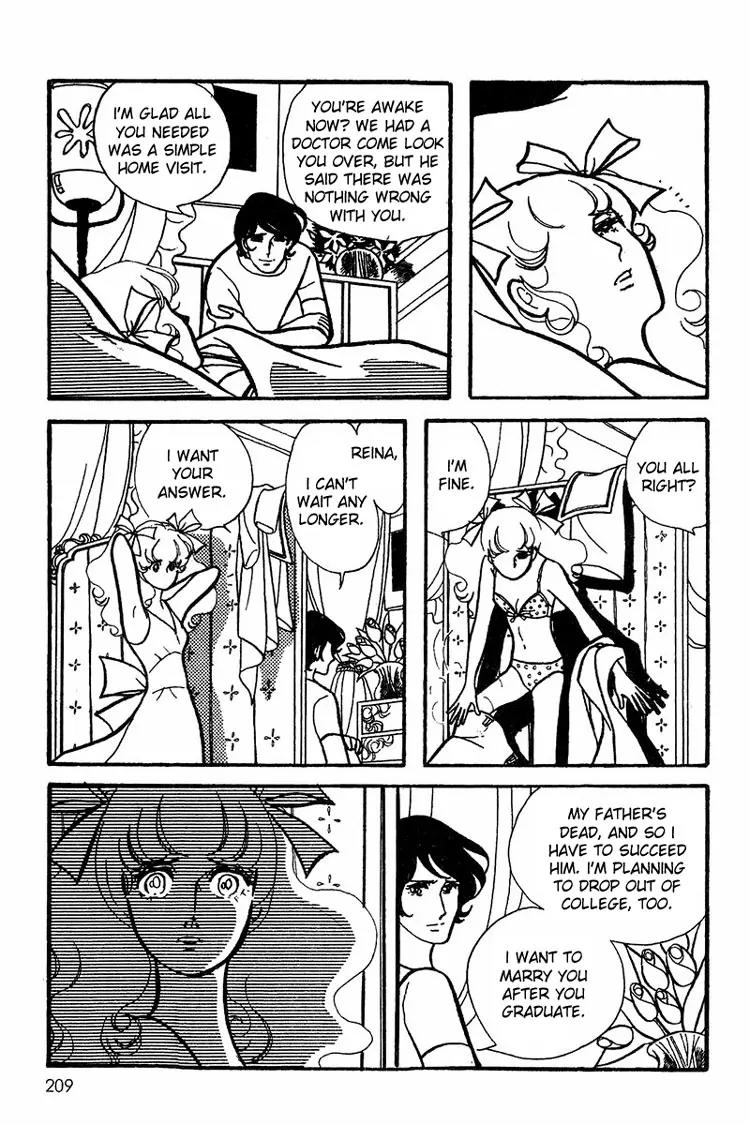 YOU'RE AWAKE
NOW? WE HAD A
DOCTOR COME LOOK
YOU OVER, BUT HE
SAID THERE WAS
NOTHING WRONG
WITH YOU.
I'M GLAD ALL
YOU NEEDED
WAS A SIMPLE
HOME VISIT.
YOU ALL
RIGHT?
I'M
FINE.
REINA,
I CAN'T
WAIT ANY
LONGER.
I WANT
YOUR
ANSWER.
MY FATHER'S
DEAD, AND SO I
HAVE TO SUCCEED
HIM. I'M PLANNING
TO DROP OUT OF
COLLEGE, TOO.
I WANT TO
MARRY YOU
AFTER YOU
GRADUATE.
209